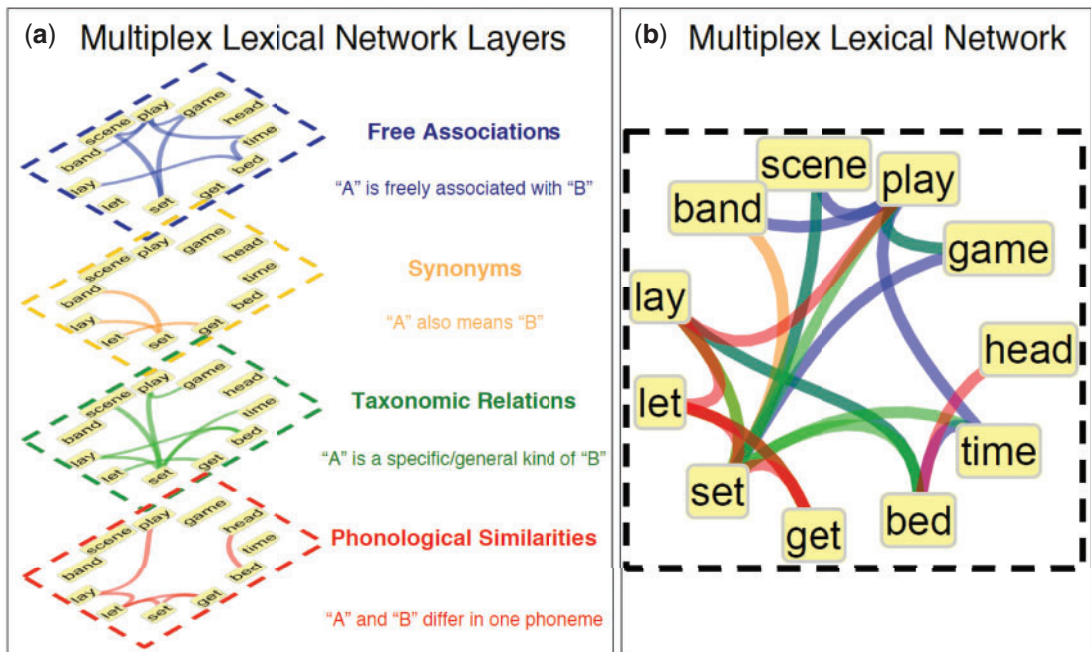 (a) Multiplex Lexical Network Layers
scene
play
game
head
time
band
lay
let
set
get
bed
Free Associations
“A” is freely associated with “B”
scene
play
game
head
time
band
lay
let
set
get
bed
Synonyms
“A” also means “B”
scene
play
game
head
time
band
lay
let
set
get
bed
Taxonomic Relations
“A” is a specific/general kind of “B”
scene
play
game
head
time
band
lay
let
set
get
bed
Phonological Similarities
“A” and “B” differ in one phoneme
(b) Multiplex Lexical Network
scene
play
band
game
lay
head
let
time
set
get
bed